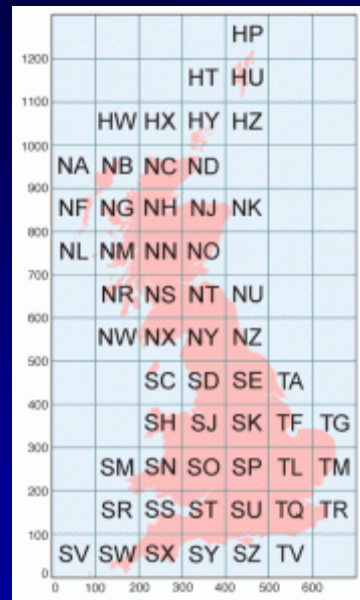 HP
1200
HT HU
1100
HW HX HY HZ
1000
NA NB NC ND
900
NF NG NH NJ NK
800
NL NM NN NO
700
NR NS NT NU
600
NW NX NY NZ
500
SC SD SE TA
400
SH SJ SK TF TG
300
SM SN SO SP TL TM
200
SR SS ST SU TQ TR
100
SV SW SX SY SZ TV
0
0 100 200 300 400 500 600